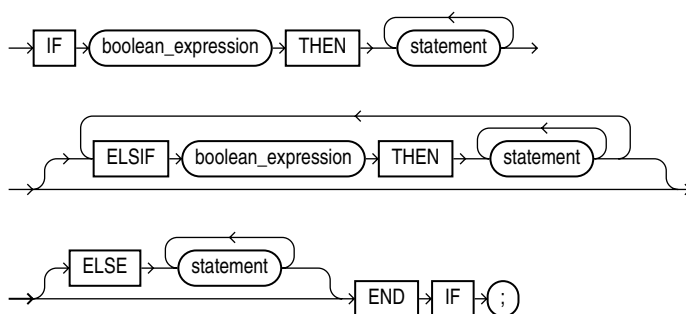 IF boolean_expression THEN statement
ELSIF boolean_expression THEN statement
ELSE statement
END IF ;